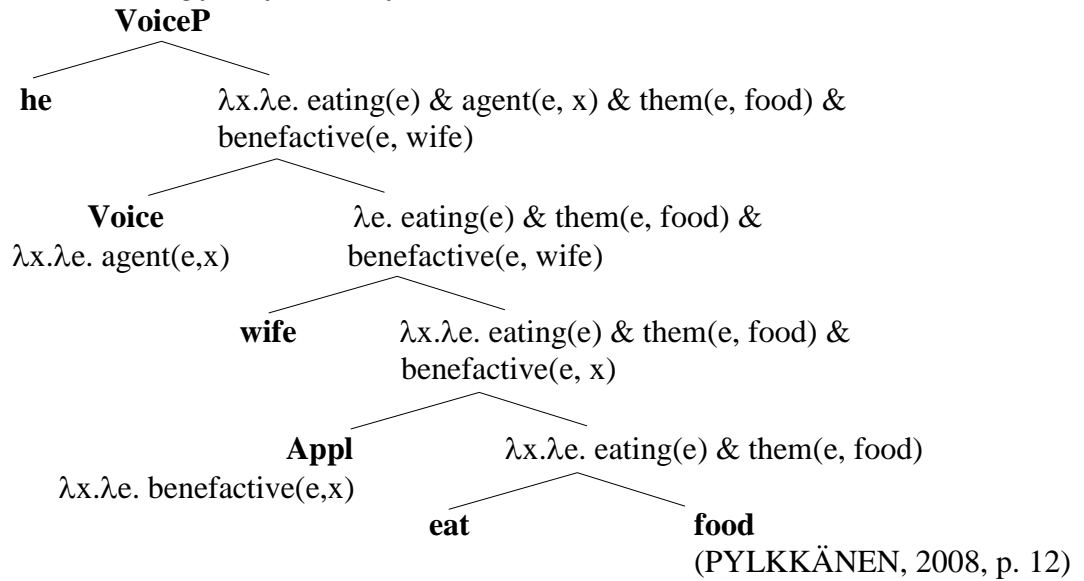 VoiceP
he λx.λe. eating(e) & agent(e, x) & them(e, food) &
benefactive(e, wife)
Voice λe. eating(e) & them(e, food) &
λx.λe. agent(e,x) benefactive(e, wife)
wife λx.λe. eating(e) & them(e, food) &
benefactive(e, x)
Appl λx.λe. eating(e) & them(e, food)
λx.λe. benefactive(e,x)
eat food
(PYLKKÄNEN, 2008, p. 12)